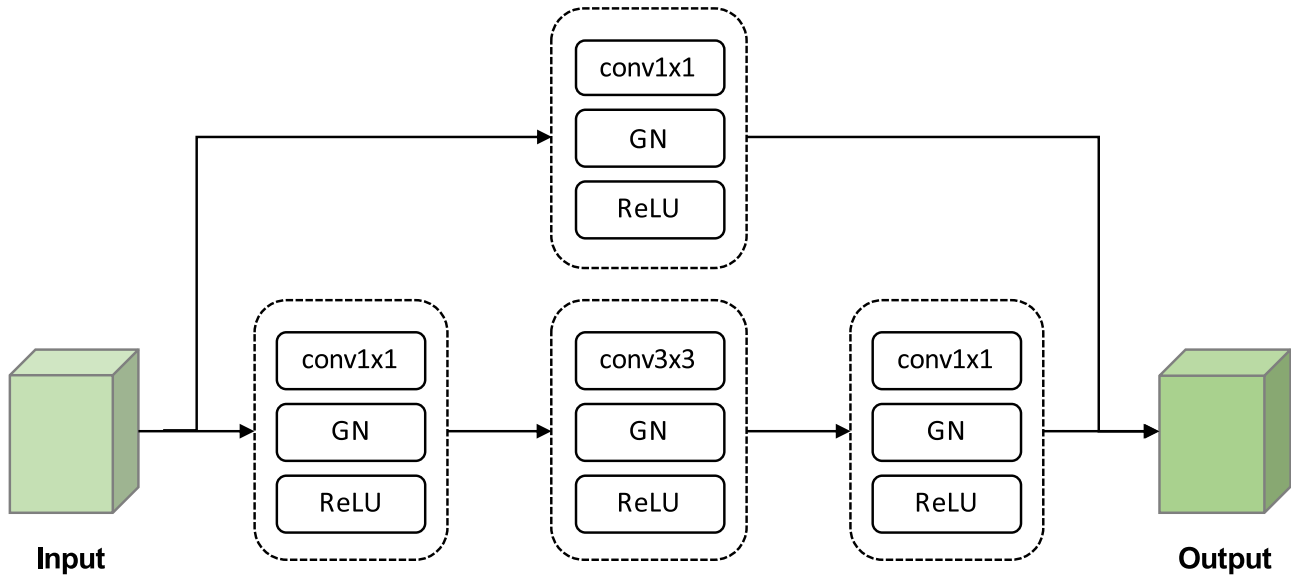 conv1x1
GN
ReLU
conv1x1
GN
ReLU
conv3x3
GN
ReLU
conv1x1
GN
ReLU
Input
Output